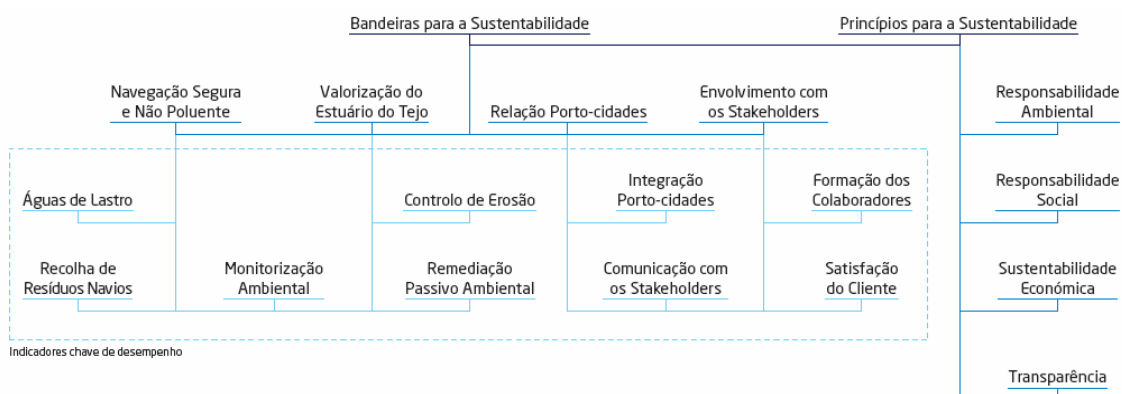 Bandeiras para a Sustentabilidade
Princípios para a Sustentabilidade
Navegação Segura
e Não Poluente
Valorização do
Estuário do Tejo
Relação Porto-cidades
Envolvimento com
os Stakeholders
Responsabilidade
Ambiental
Águas de Lastro
Controlo de Erosão
Integração
Porto-cidades
Formação dos
Colaboradores
Responsabilidade
Social
Recolha de
Resíduos Navios
Monitorização
Ambiental
Remediação
Passivo Ambiental
Comunicação com
os Stakeholders
Satisfação
do Cliente
Sustentabilidade
Económica
Indicadores chave de desempenho
Transparência